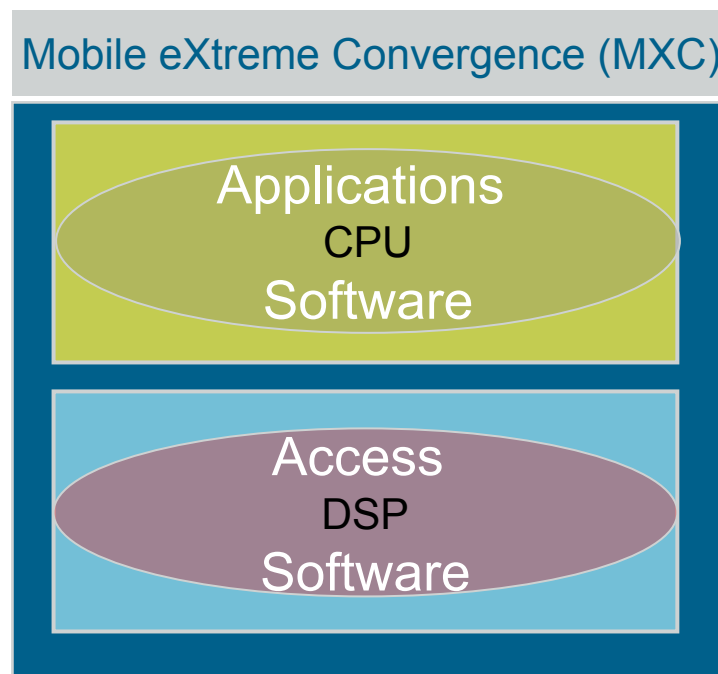 Mobile eXtreme Convergence (MXC)
Applications
CPU
Software
Access
DSP
Software